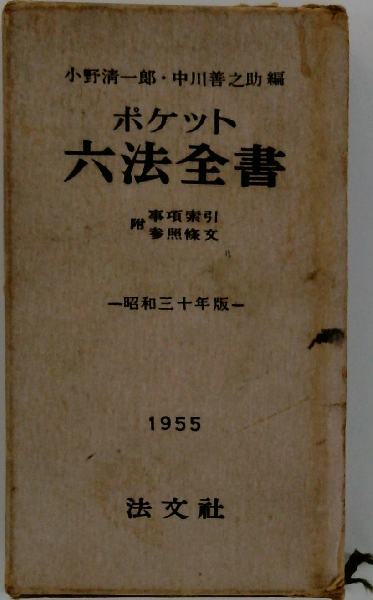 小野清一郎・中川善之助編
ポケット
六法全書
附 事項索引
参照條文
―昭和三十年版―
1955
法文社